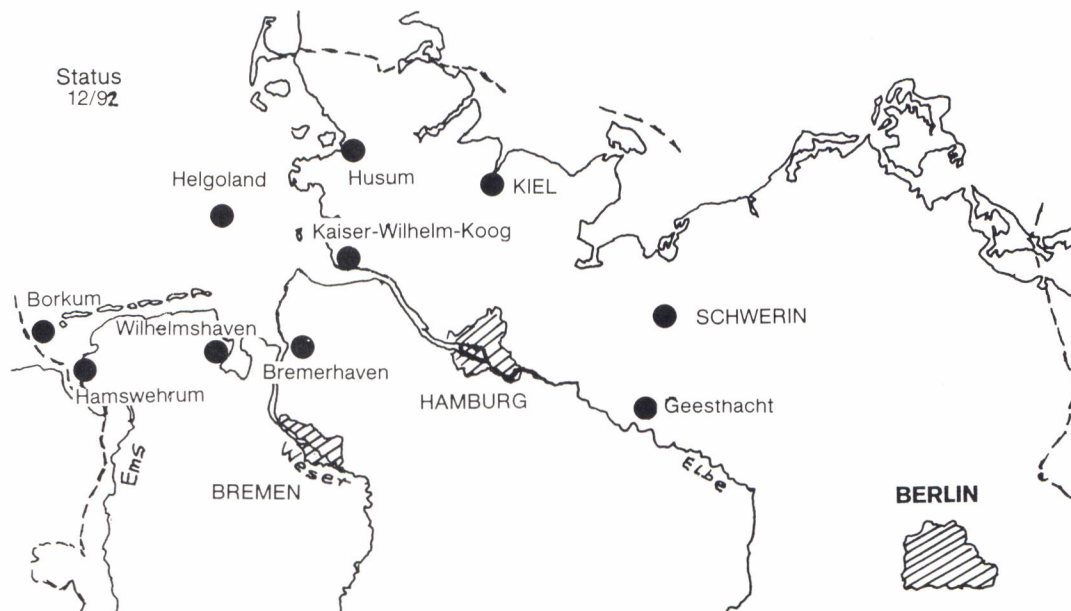 Status
12/92
Helgoland
Husum
KIEL
Kaiser-Wilhelm-Koog
Borkum
Wilhelmshaven
SCHWERIN
Bremerhaven
Hamswehrum
HAMBURG
Geesthacht
Ems
Weser
Elbe
BREMEN
BERLIN